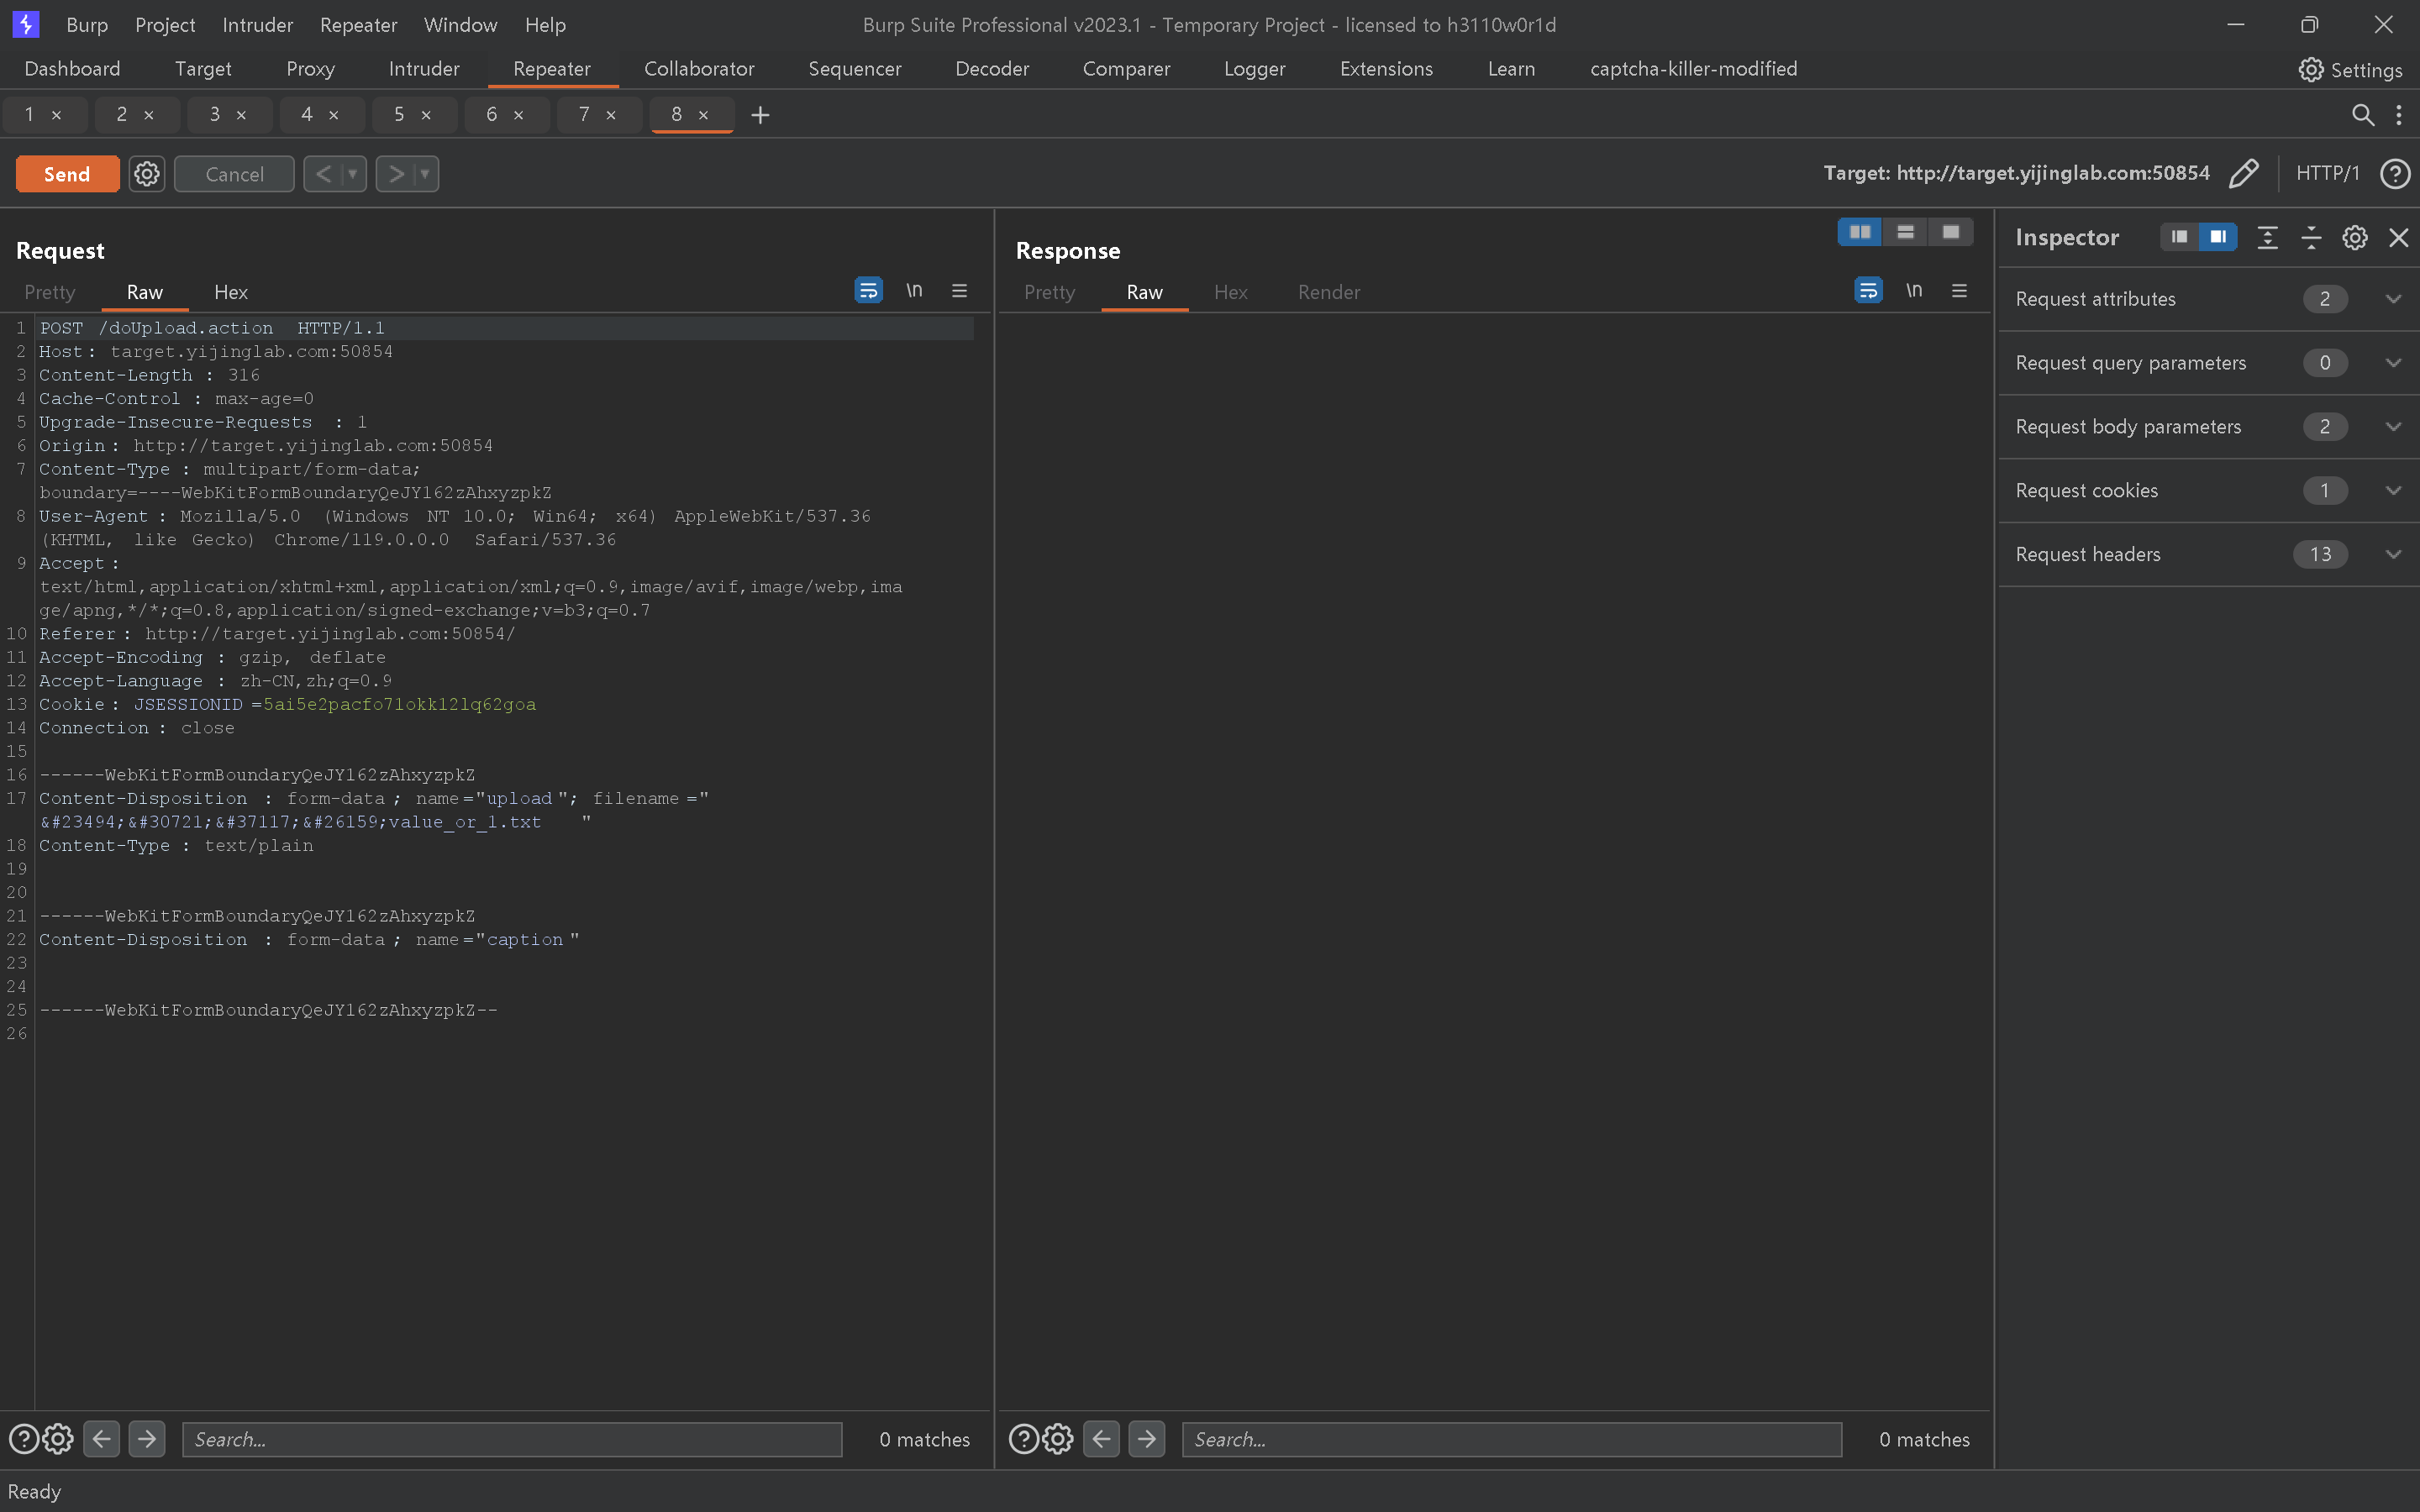 Burp Project Intruder Repeater Window Help
Burp Suite Professional v2023.1 - Temporary Project - licensed to h3110w0r1d
Dashboard Target Proxy Intruder Repeater Collaborator Sequencer Decoder Comparer Logger Extensions Learn captcha-killer-modified
Settings
1 × 2 × 3 × 4 × 5 × 6 × 7 × 8 × +
Send Cancel < >
Target: http://target.yijinglab.com:50854 HTTP/1 ?
Request
Pretty Raw Hex \n
1 POST /doUpload.action HTTP/1.1
2 Host: target.yijinglab.com:50854
3 Content-Length : 316
4 Cache-Control : max-age=0
5 Upgrade-Insecure-Requests : 1
6 Origin: http://target.yijinglab.com:50854
7 Content-Type : multipart/form-data;
boundary=----WebKitFormBoundaryQeJY162zAhxyzpkZ
8 User-Agent : Mozilla/5.0 (Windows NT 10.0; Win64; x64) AppleWebKit/537.36
(KHTML, like Gecko) Chrome/119.0.0.0 Safari/537.36
9 Accept:
text/html,application/xhtml+xml,application/xml;q=0.9,image/avif,image/webp,ima
ge/apng,*/*;q=0.8,application/signed-exchange;v=b3;q=0.7
10 Referer: http://target.yijinglab.com:50854/
11 Accept-Encoding : gzip, deflate
12 Accept-Language : zh-CN,zh;q=0.9
13 Cookie: JSESSIONID =5ai5e2pacfo71okk121q62goa
14 Connection : close
15
16 ------WebKitFormBoundaryQeJY162zAhxyzpkZ
17 Content-Disposition : form-data; name="upload"; filename="
&#23494;&#30721;&#37117;&#26159;value_or_1.txt "
18 Content-Type : text/plain
19
20
21 ------WebKitFormBoundaryQeJY162zAhxyzpkZ
22 Content-Disposition : form-data; name="caption"
23
24
25 ------WebKitFormBoundaryQeJY162zAhxyzpkZ--
26
? Search... 0 matches
Response
Pretty Raw Hex Render \n
? Search... 0 matches
Inspector
Request attributes 2
Request query parameters 0
Request body parameters 2
Request cookies 1
Request headers 13
Ready